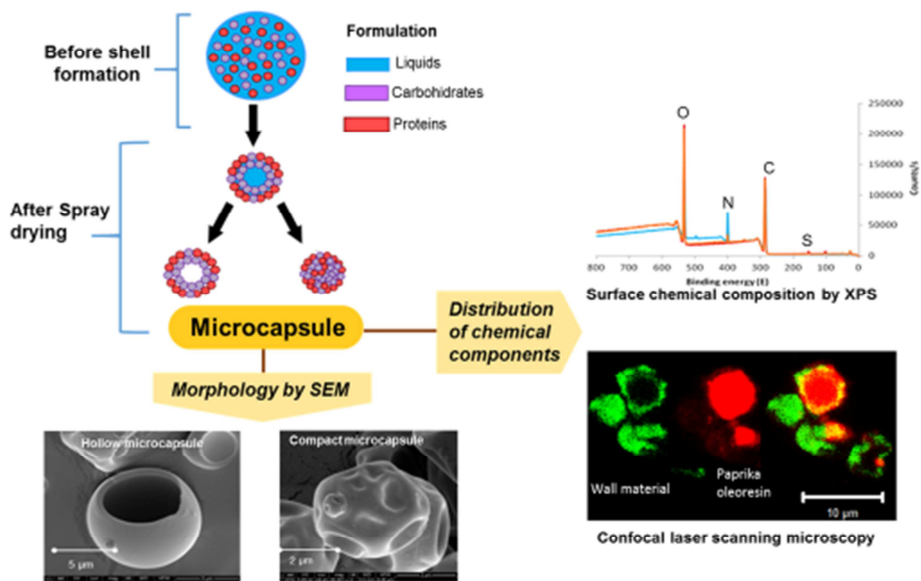 Before shell
formation
Formulation
Liquids
Carbohydrates
Proteins
After Spray
drying
Microcapsule
Morphology by SEM
Distribution
of chemical
components
Hollow microcapsule
5 µm
Compact microcapsule
2 µm
O
N
C
S
250000
200000
150000
100000
50000
0
800 700 600 500 400 300 200 100 0
Binding energy (E)
Surface chemical composition by XPS
Wall material
Paprika
oleoresin
10 µm
Confocal laser scanning microscopy